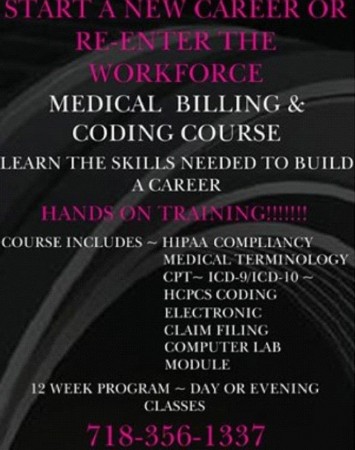 START A NEW CAREER OR
RE-ENTER THE
WORKFORCE
MEDICAL BILLING &
CODING COURSE
LEARN THE SKILLS NEEDED TO BUILD
A CAREER
HANDS ON TRAINING!!!!!!!
COURSE INCLUDES ~ HIPAA COMPLIANCY
MEDICAL TERMINOLOGY
CPT~ ICD-9/ICD-10 ~
HCPCS CODING
ELECTRONIC
CLAIM FILING
COMPUTER LAB
MODULE
12 WEEK PROGRAM ~ DAY OR EVENING
CLASSES
718-356-1337